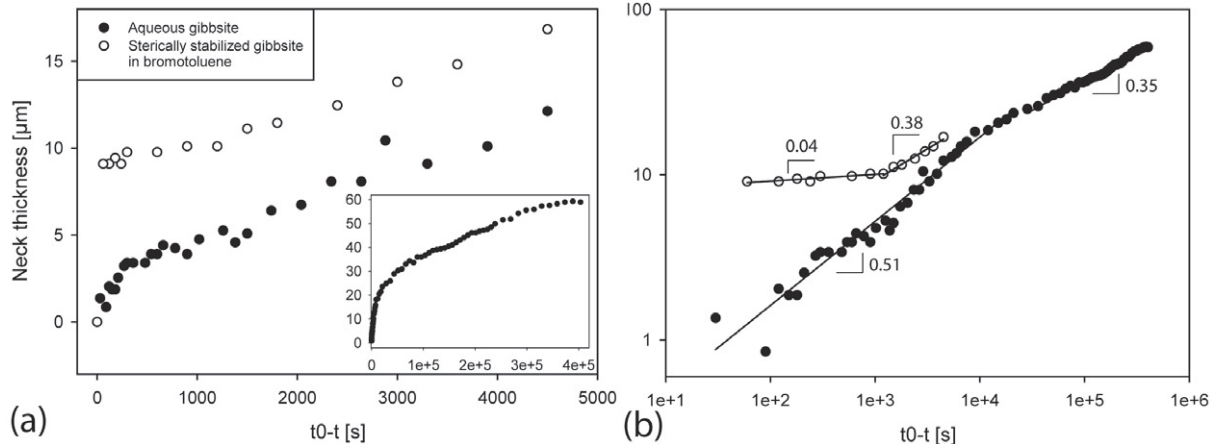 Aqueous gibbsite
Sterically stabilized gibbsite
in bromotoluene
Neck thickness [µm]
15
10
5
0
0 1000 2000 3000 4000 5000
t0-t [s]
60
50
40
30
20
10
0
0 1e+5 2e+5 3e+5 4e+5
(a)
100
10
1
0.04
0.38
0.35
0.51
1e+1 1e+2 1e+3 1e+4 1e+5 1e+6
t0-t [s]
(b)